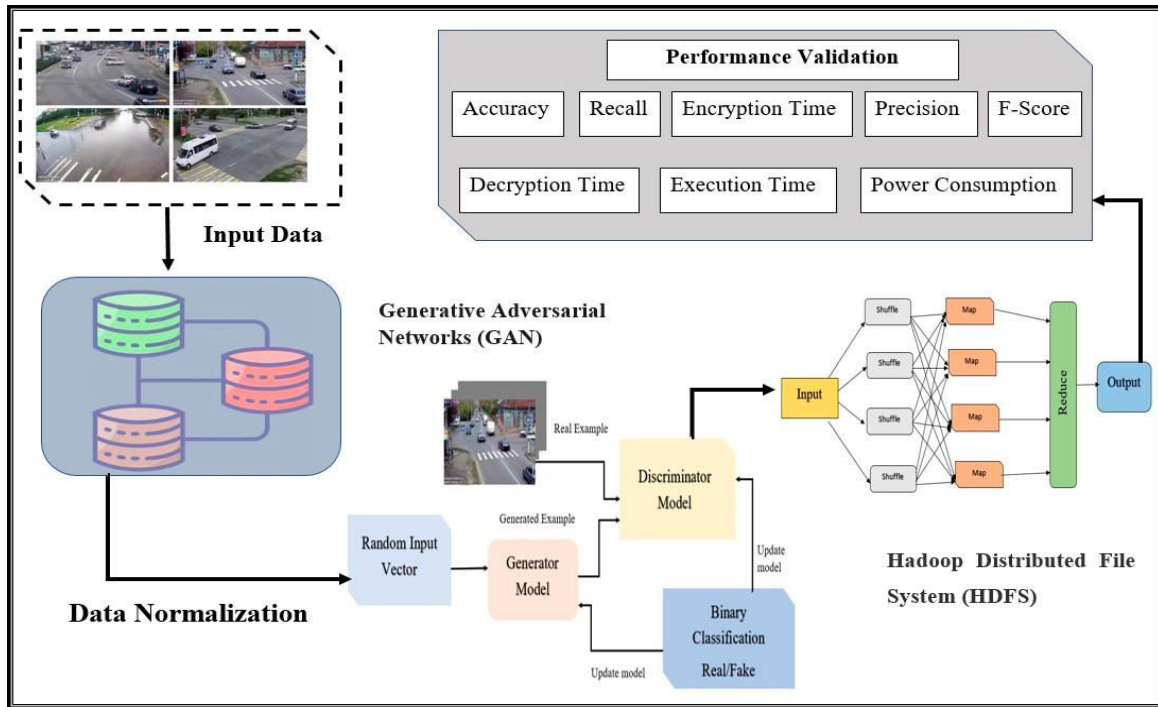 Performance Validation
Accuracy
Recall
Encryption Time
Precision
F-Score
Decryption Time
Execution Time
Power Consumption
Input Data
Generative Adversarial
Networks (GAN)
Real Example
Discriminator
Model
Generated Example
Random Input
Vector
Generator
Model
Update
model
Binary
Classification
Real/Fake
Update model
Data Normalization
Input
Shuffle
Shuffle
Shuffle
Shuffle
Map
Map
Map
Map
Reduce
Output
Hadoop Distributed File
System (HDFS)